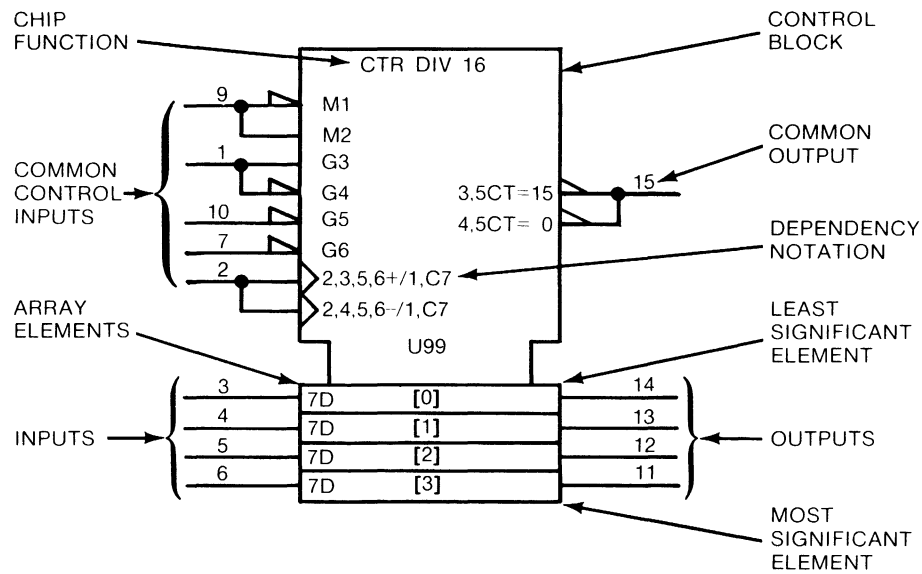 CHIP
FUNCTION
CONTROL
BLOCK
CTR DIV 16
9
M1
M2
1
G3
G4
10
G5
7
G6
2
2,3,5,6+/1,C7
2,4,5,6--/1,C7
COMMON
CONTROL
INPUTS
COMMON
OUTPUT
3,5CT=15
15
4,5CT= 0
DEPENDENCY
NOTATION
ARRAY
ELEMENTS
U99
LEAST
SIGNIFICANT
ELEMENT
3
7D
[0]
14
4
7D
[1]
13
5
7D
[2]
12
6
7D
[3]
11
INPUTS
OUTPUTS
MOST
SIGNIFICANT
ELEMENT